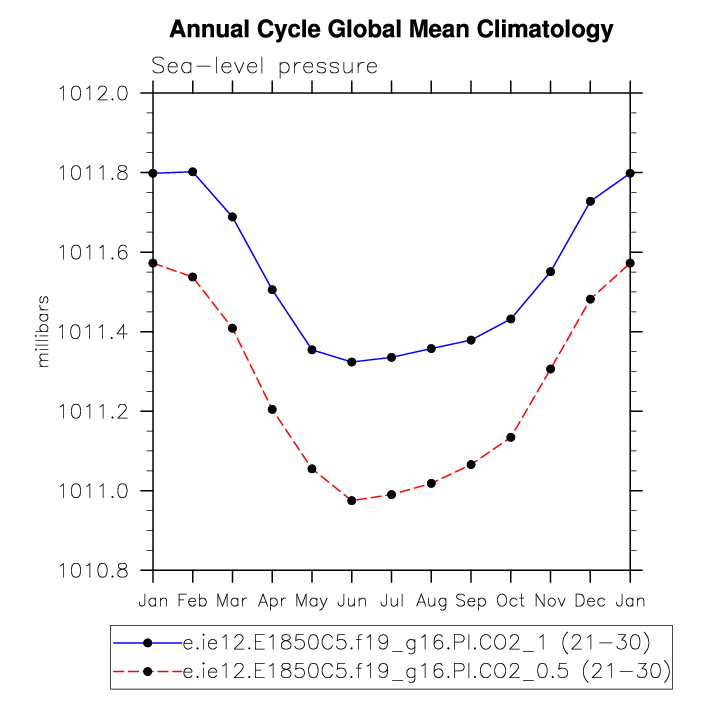 Annual Cycle Global Mean Climatology
Sea-level pressure
1012.0
1011.8
1011.6
1011.4
1011.2
1011.0
1010.8
millibars
Jan Feb Mar Apr May Jun Jul Aug Sep Oct Nov Dec Jan
e.ie12.E1850C5.f19_g16.PI.CO2_1 (21-30)
e.ie12.E1850C5.f19_g16.PI.CO2_0.5 (21-30)